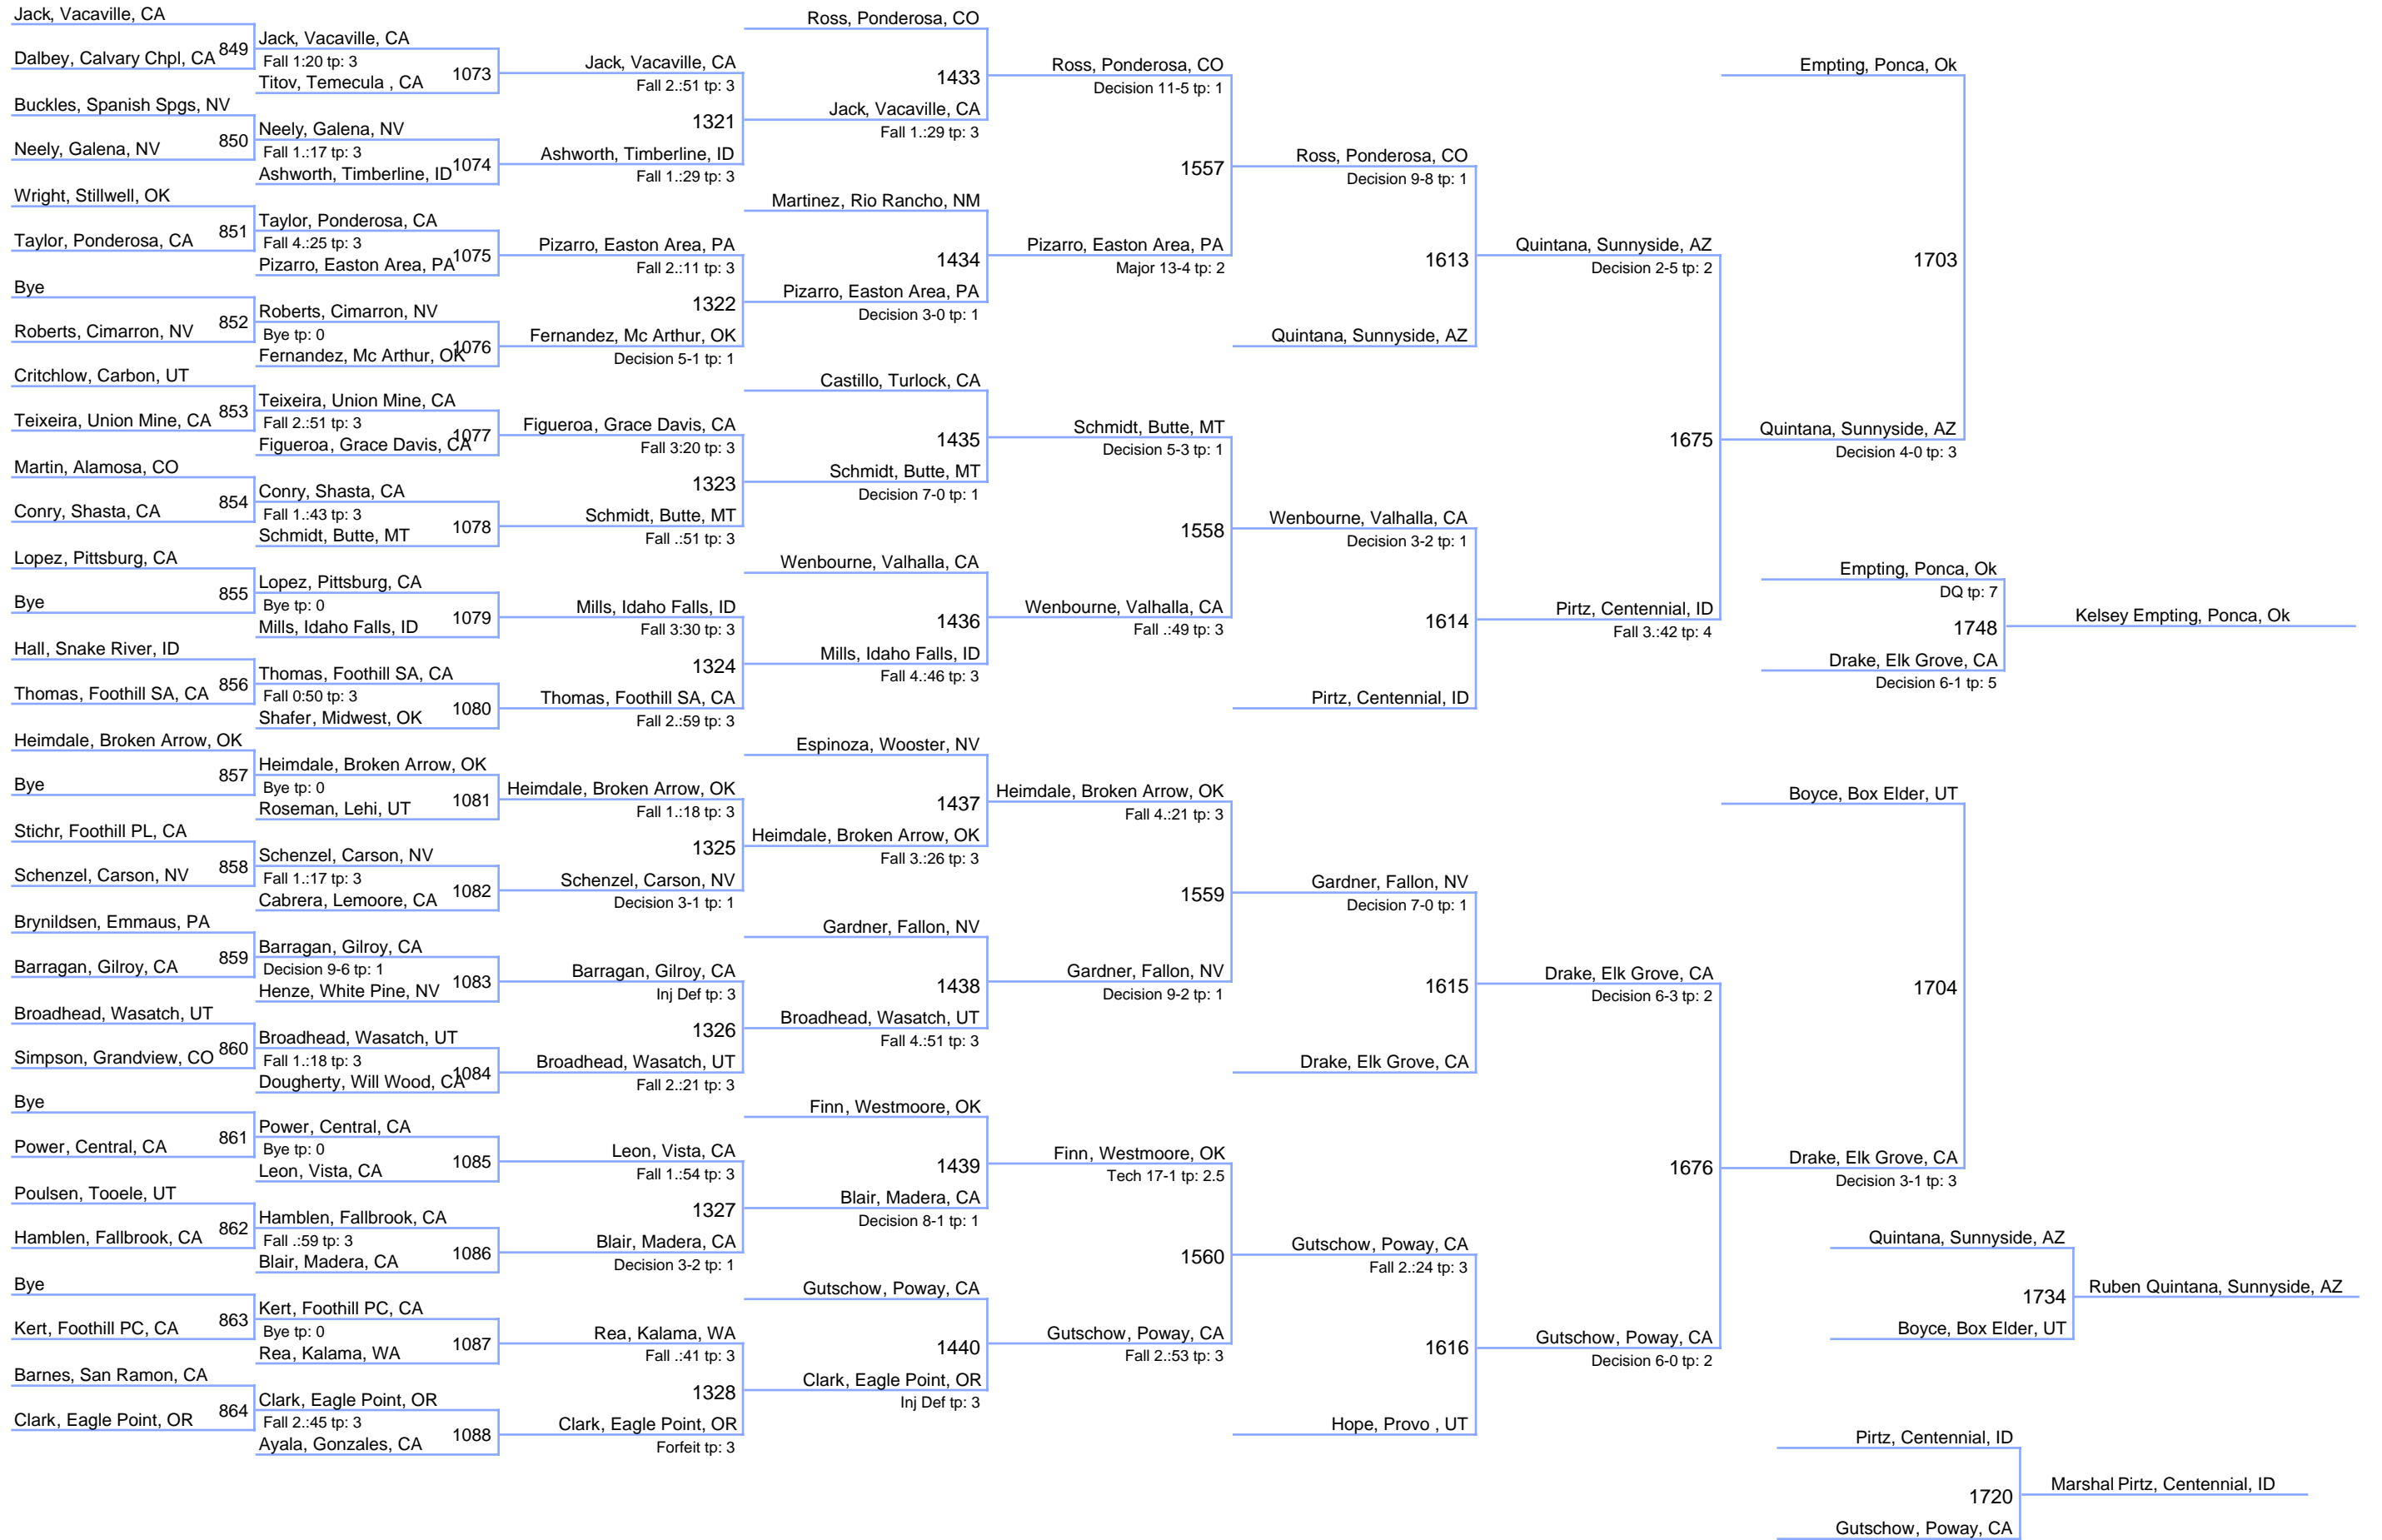 Jack, Vacaville, CA
Dalbey, Calvary Chpl, CA
849
Buckles, Spanish Spgs, NV
Neely, Galena, NV
850
Wright, Stillwell, OK
Taylor, Ponderosa, CA
851
Bye
Roberts, Cimarron, NV
852
Critchlow, Carbon, UT
Teixeira, Union Mine, CA
853
Martin, Alamosa, CO
Conry, Shasta, CA
854
Lopez, Pittsburg, CA
Bye
855
Hall, Snake River, ID
Thomas, Foothill SA, CA
856
Heimdale, Broken Arrow, OK
Bye
857
Stichr, Foothill PL, CA
Schenzel, Carson, NV
858
Brynildsen, Emmaus, PA
Barragan, Gilroy, CA
859
Broadhead, Wasatch, UT
Simpson, Grandview, CO
860
Bye
Power, Central, CA
861
Poulsen, Tooele, UT
Hamblen, Fallbrook, CA
862
Bye
Kert, Foothill PC, CA
863
Barnes, San Ramon, CA
Clark, Eagle Point, OR
864
Jack, Vacaville, CA
Fall 1:20 tp: 3
Titov, Temecula , CA
1073
Neely, Galena, NV
Fall 1.:17 tp: 3
Ashworth, Timberline, ID
1074
Taylor, Ponderosa, CA
Fall 4.:25 tp: 3
Pizarro, Easton Area, PA
1075
Roberts, Cimarron, NV
Bye tp: 0
Fernandez, Mc Arthur, OK
1076
Teixeira, Union Mine, CA
Fall 2.:51 tp: 3
Figueroa, Grace Davis, CA
1077
Conry, Shasta, CA
Fall 1.:43 tp: 3
Schmidt, Butte, MT
1078
Lopez, Pittsburg, CA
Bye tp: 0
Mills, Idaho Falls, ID
1079
Thomas, Foothill SA, CA
Fall 0:50 tp: 3
Shafer, Midwest, OK
1080
Heimdale, Broken Arrow, OK
Bye tp: 0
Roseman, Lehi, UT
1081
Schenzel, Carson, NV
Fall 1.:17 tp: 3
Cabrera, Lemoore, CA
1082
Barragan, Gilroy, CA
Decision 9-6 tp: 1
Henze, White Pine, NV
1083
Broadhead, Wasatch, UT
Fall 1.:18 tp: 3
Dougherty, Will Wood, CA
1084
Power, Central, CA
Bye tp: 0
Leon, Vista, CA
1085
Hamblen, Fallbrook, CA
Fall .:59 tp: 3
Blair, Madera, CA
1086
Kert, Foothill PC, CA
Bye tp: 0
Rea, Kalama, WA
1087
Clark, Eagle Point, OR
Fall 2.:45 tp: 3
Ayala, Gonzales, CA
1088
Jack, Vacaville, CA
Fall 2.:51 tp: 3
1321
Ashworth, Timberline, ID
Fall 1.:29 tp: 3
Pizarro, Easton Area, PA
Fall 2.:11 tp: 3
1322
Fernandez, Mc Arthur, OK
Decision 5-1 tp: 1
Figueroa, Grace Davis, CA
Fall 3:20 tp: 3
1323
Schmidt, Butte, MT
Fall .:51 tp: 3
Mills, Idaho Falls, ID
Fall 3:30 tp: 3
1324
Thomas, Foothill SA, CA
Fall 2.:59 tp: 3
Heimdale, Broken Arrow, OK
Fall 1.:18 tp: 3
1325
Schenzel, Carson, NV
Decision 3-1 tp: 1
Barragan, Gilroy, CA
Inj Def tp: 3
1326
Broadhead, Wasatch, UT
Fall 2.:21 tp: 3
Leon, Vista, CA
Fall 1.:54 tp: 3
1327
Blair, Madera, CA
Decision 3-2 tp: 1
Rea, Kalama, WA
Fall .:41 tp: 3
1328
Clark, Eagle Point, OR
Forfeit tp: 3
Ross, Ponderosa, CO
1433
Jack, Vacaville, CA
Fall 1.:29 tp: 3
Martinez, Rio Rancho, NM
1434
Pizarro, Easton Area, PA
Decision 3-0 tp: 1
Castillo, Turlock, CA
1435
Schmidt, Butte, MT
Decision 7-0 tp: 1
Wenbourne, Valhalla, CA
1436
Mills, Idaho Falls, ID
Fall 4.:46 tp: 3
Espinoza, Wooster, NV
1437
Heimdale, Broken Arrow, OK
Fall 3.:26 tp: 3
Gardner, Fallon, NV
1438
Broadhead, Wasatch, UT
Fall 4.:51 tp: 3
Finn, Westmoore, OK
1439
Blair, Madera, CA
Decision 8-1 tp: 1
Gutschow, Poway, CA
1440
Clark, Eagle Point, OR
Inj Def tp: 3
Ross, Ponderosa, CO
Decision 11-5 tp: 1
1557
Pizarro, Easton Area, PA
Major 13-4 tp: 2
Schmidt, Butte, MT
Decision 5-3 tp: 1
1558
Wenbourne, Valhalla, CA
Fall .:49 tp: 3
Heimdale, Broken Arrow, OK
Fall 4.:21 tp: 3
1559
Gardner, Fallon, NV
Decision 9-2 tp: 1
Finn, Westmoore, OK
Tech 17-1 tp: 2.5
1560
Gutschow, Poway, CA
Fall 2.:53 tp: 3
Ross, Ponderosa, CO
Decision 9-8 tp: 1
1613
Quintana, Sunnyside, AZ
Wenbourne, Valhalla, CA
Decision 3-2 tp: 1
1614
Pirtz, Centennial, ID
Gardner, Fallon, NV
Decision 7-0 tp: 1
1615
Drake, Elk Grove, CA
Gutschow, Poway, CA
Fall 2.:24 tp: 3
1616
Hope, Provo , UT
Quintana, Sunnyside, AZ
Decision 2-5 tp: 2
1675
Pirtz, Centennial, ID
Fall 3.:42 tp: 4
Drake, Elk Grove, CA
Decision 6-3 tp: 2
1676
Gutschow, Poway, CA
Decision 6-0 tp: 2
Empting, Ponca, Ok
1703
Quintana, Sunnyside, AZ
Decision 4-0 tp: 3
Empting, Ponca, Ok
DQ tp: 7
1748
Kelsey Empting, Ponca, Ok
Drake, Elk Grove, CA
Decision 6-1 tp: 5
Boyce, Box Elder, UT
1704
Drake, Elk Grove, CA
Decision 3-1 tp: 3
Quintana, Sunnyside, AZ
1734
Ruben Quintana, Sunnyside, AZ
Boyce, Box Elder, UT
Pirtz, Centennial, ID
1720
Marshal Pirtz, Centennial, ID
Gutschow, Poway, CA